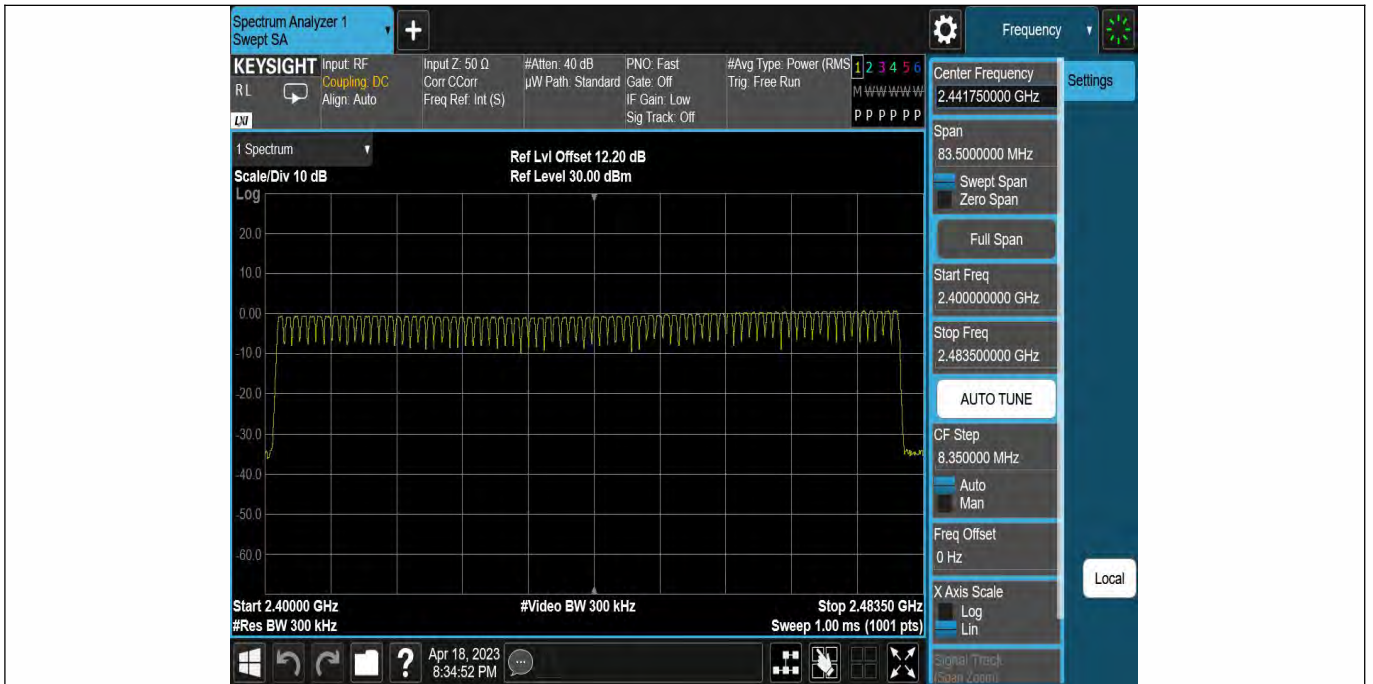 Spectrum Analyzer 1
Swept SA
Frequency
KEYSIGHT
RL
LXI
Input: RF
Coupling: DC
Align: Auto
Input Z: 50 Ω
Corr CCorr
Freq Ref: Int (S)
#Atten: 40 dB
µW Path: Standard
PNO: Fast
Gate: Off
IF Gain: Low
Sig Track: Off
#Avg Type: Power (RMS
Trig: Free Run
1 2 3 4 5 6
M W W W W W
P P P P P P
1 Spectrum
Scale/Div 10 dB
Ref Lvl Offset 12.20 dB
Ref Level 30.00 dBm
Log
20.0
10.0
0.00
-10.0
-20.0
-30.0
-40.0
-50.0
-60.0
Start 2.40000 GHz
#Res BW 300 kHz
#Video BW 300 kHz
Stop 2.48350 GHz
Sweep 1.00 ms (1001 pts)
Center Frequency
2.441750000 GHz
Settings
Span
83.5000000 MHz
Swept Span
Zero Span
Full Span
Start Freq
2.400000000 GHz
Stop Freq
2.483500000 GHz
AUTO TUNE
CF Step
8.350000 MHz
Auto
Man
Freq Offset
0 Hz
X Axis Scale
Log
Lin
Signal Track
(Span Zoom)
Local
?
Apr 18, 2023
8:34:52 PM